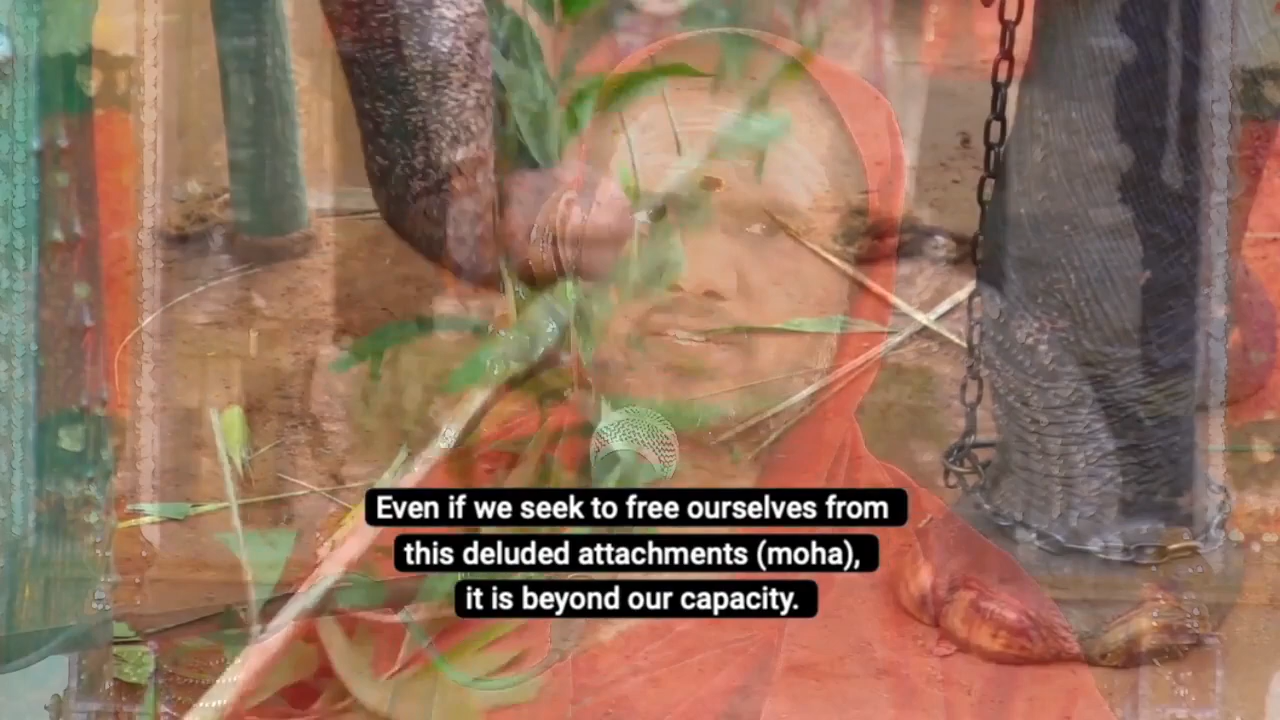 Even if we seek to free ourselves from
this deluded attachments (moha),
it is beyond our capacity.